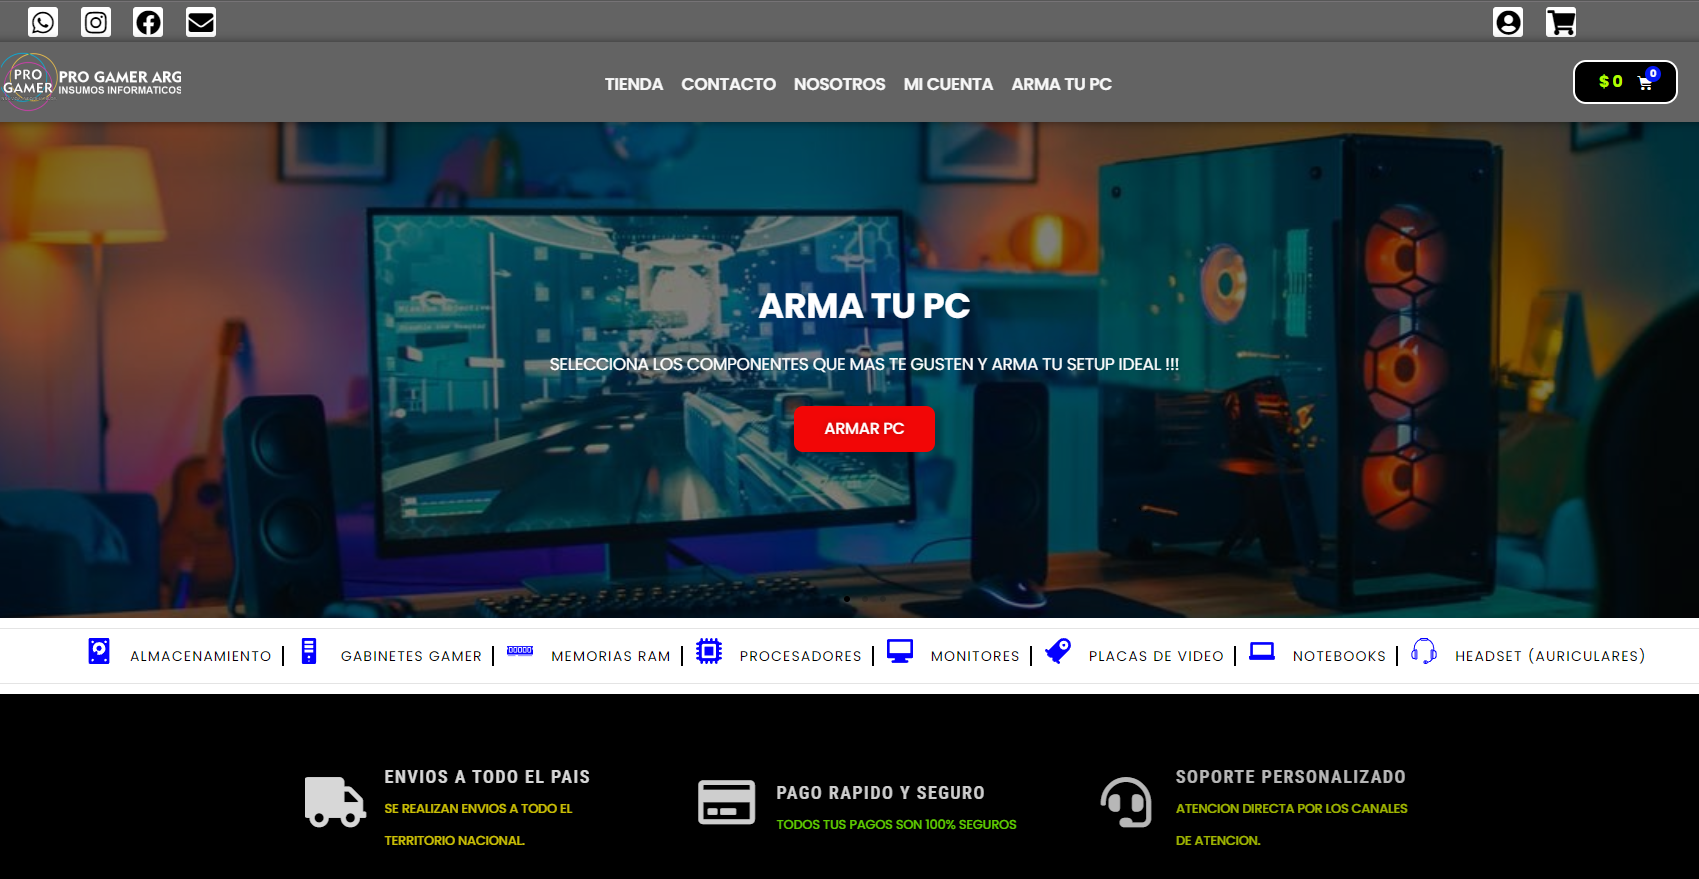 PRO
GAMER
PRO GAMER ARG
INSUMOS INFORMATICOS
TIENDA
CONTACTO
NOSOTROS
MI CUENTA
ARMA TU PC
$0
0
ARMA TU PC
SELECCIONA LOS COMPONENTES QUE MAS TE GUSTEN Y ARMA TU SETUP IDEAL !!!
ARMAR PC
ALMACENAMIENTO
GABINETES GAMER
MEMORIAS RAM
PROCESADORES
MONITORES
PLACAS DE VIDEO
NOTEBOOKS
HEADSET (AURICULARES)
ENVIOS A TODO EL PAIS
SE REALIZAN ENVIOS A TODO EL
TERRITORIO NACIONAL.
PAGO RAPIDO Y SEGURO
TODOS TUS PAGOS SON 100% SEGUROS
SOPORTE PERSONALIZADO
ATENCION DIRECTA POR LOS CANALES
DE ATENCION.